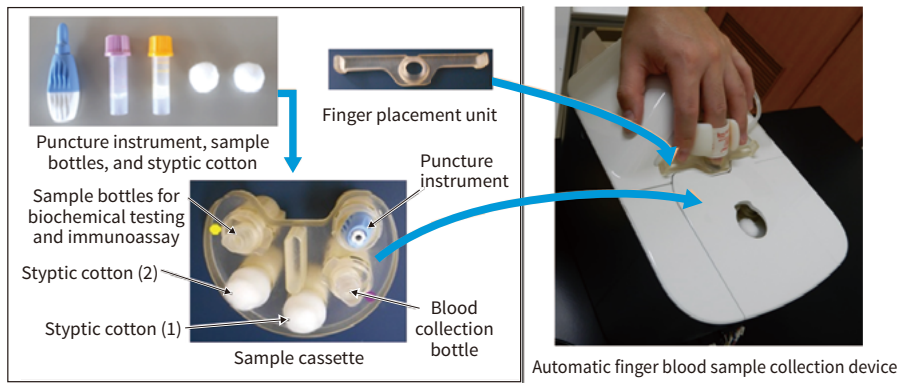 Puncture instrument, sample
bottles, and styptic cotton
Finger placement unit
Sample bottles for
biochemical testing
and immunoassay
Puncture
instrument
Styptic cotton (2)
Styptic cotton (1)
Blood
collection
bottle
Sample cassette
Automatic finger blood sample collection device